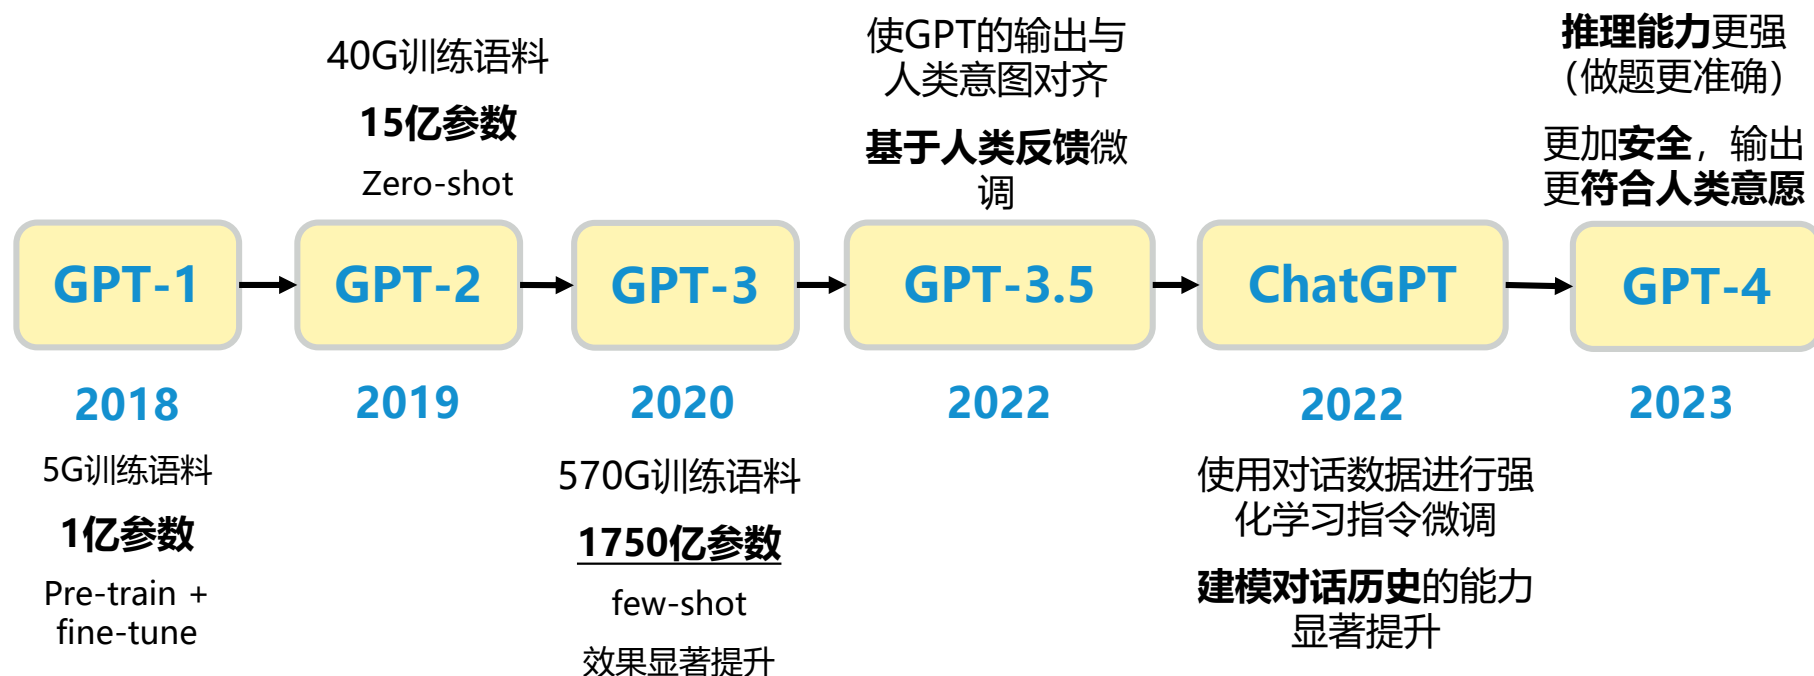 40G训练语料
15亿参数
Zero-shot
使GPT的输出与
人类意图对齐
基于人类反馈微
调
推理能力更强
（做题更准确）
更加安全，输出
更符合人类意愿
GPT-1
GPT-2
GPT-3
GPT-3.5
ChatGPT
GPT-4
2018
2019
2020
2022
2022
2023
5G训练语料
1亿参数
Pre-train +
fine-tune
570G训练语料
1750亿参数
few-shot
效果显著提升
使用对话数据进行强
化学习指令微调
建模对话历史的能力
显著提升